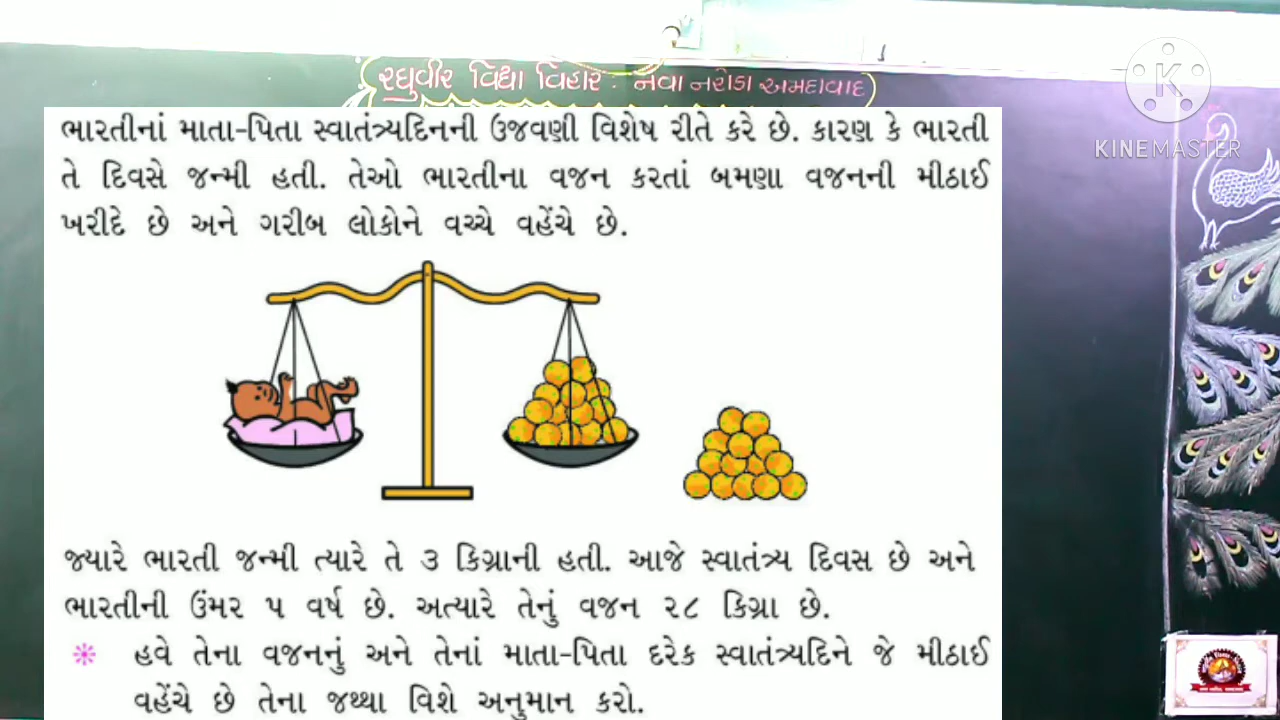 રઘુવીર વિદ્યા વિહાર - નવા નરોડા અમદાવાદ
KINEMASTER
ભારતીનાં માતા-પિતા સ્વાતંત્ર્યદિનની ઉજવણી વિશેષ રીતે કરે છે. કારણ કે ભારતી
તે દિવસે જન્મી હતી. તેઓ ભારતીના વજન કરતાં બમણા વજનની મીઠાઈ
ખરીદે છે અને ગરીબ લોકોને વચ્ચે વહેંચે છે.
જ્યારે ભારતી જન્મી ત્યારે તે ૩ કિગ્રાની હતી. આજે સ્વાતંત્ર્ય દિવસ છે અને
ભારતીની ઉંમર ૫ વર્ષ છે. અત્યારે તેનું વજન ૨૮ કિગ્રા છે.
હવે તેના વજનનું અને તેનાં માતા-પિતા દરેક સ્વાતંત્ર્યદિને જે મીઠાઈ
વહેંચે છે તેના જથ્થા વિશે અનુમાન કરો.